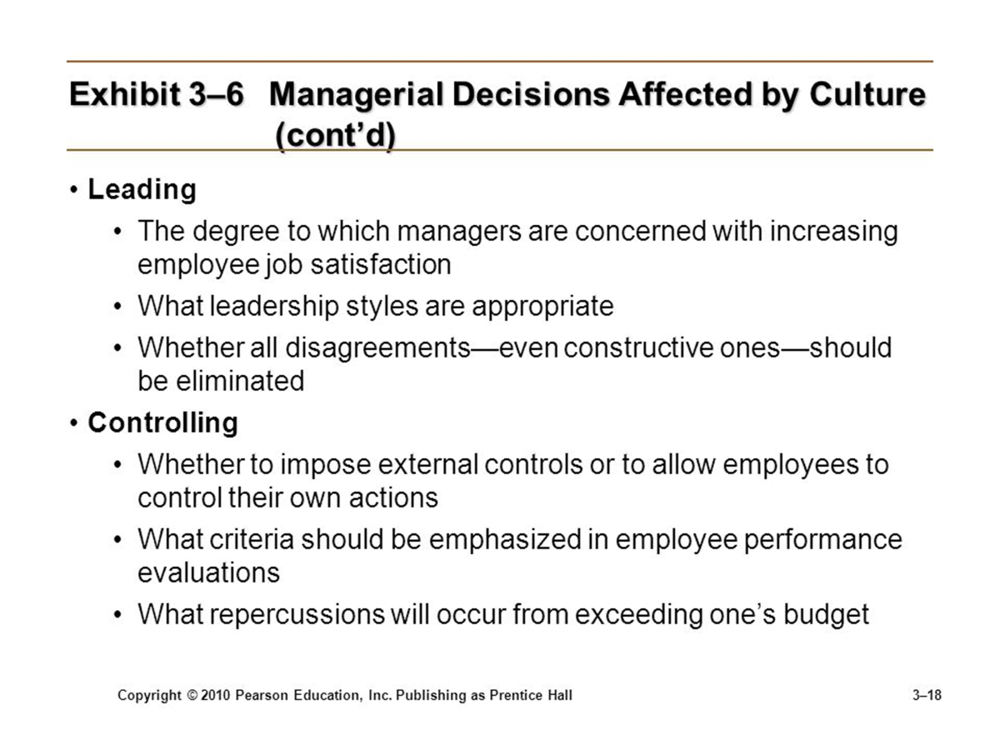 Exhibit 3–6 Managerial Decisions Affected by Culture
(cont’d)
• Leading
• The degree to which managers are concerned with increasing
employee job satisfaction
• What leadership styles are appropriate
• Whether all disagreements—even constructive ones—should
be eliminated
• Controlling
• Whether to impose external controls or to allow employees to
control their own actions
• What criteria should be emphasized in employee performance
evaluations
• What repercussions will occur from exceeding one’s budget
Copyright © 2010 Pearson Education, Inc. Publishing as Prentice Hall
3–18